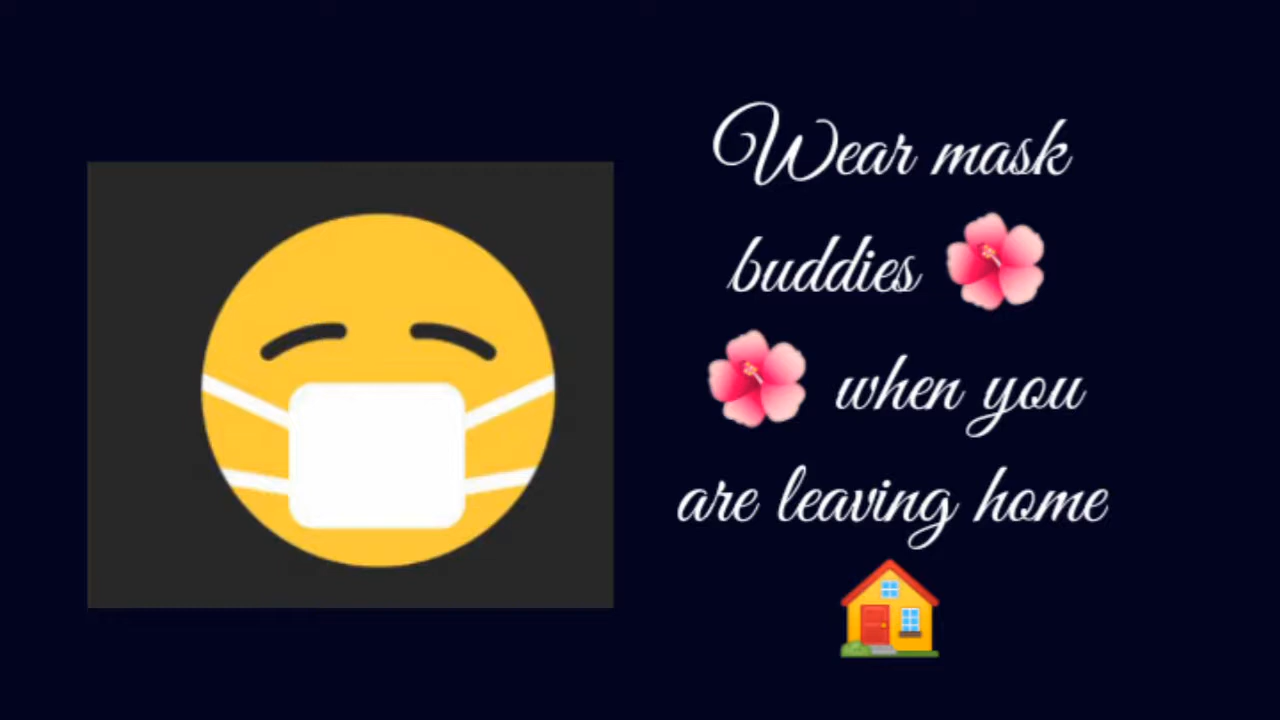 Wear mask
buddies 🌺
🌺 when you
are leaving home
🏠